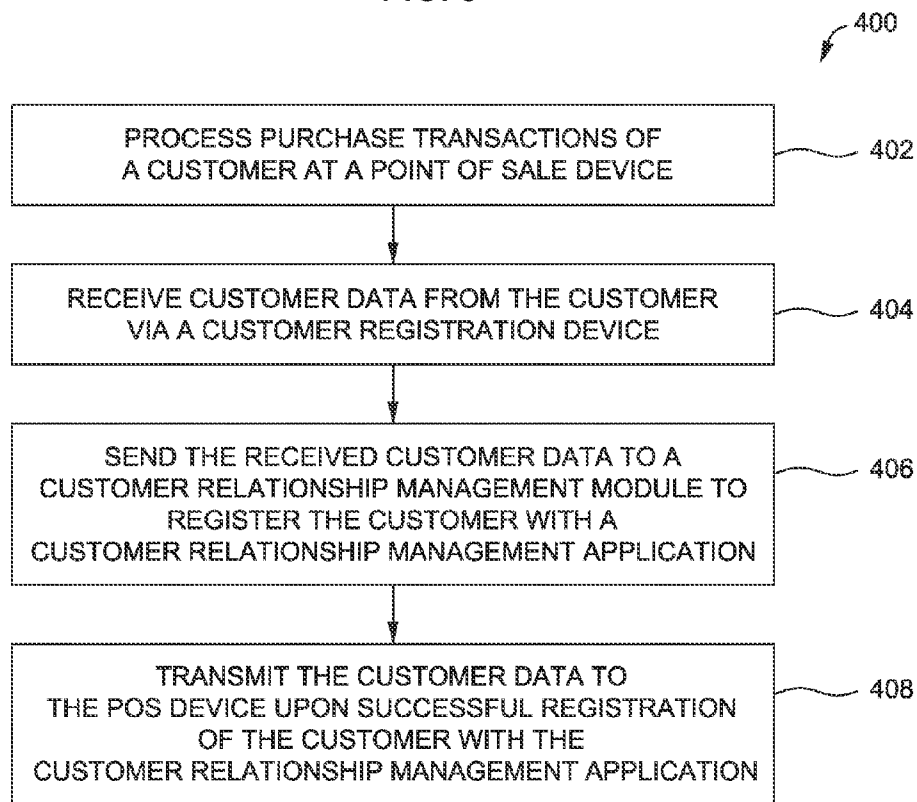 400
PROCESS PURCHASE TRANSACTIONS OF
A CUSTOMER AT A POINT OF SALE DEVICE
402
RECEIVE CUSTOMER DATA FROM THE CUSTOMER
VIA A CUSTOMER REGISTRATION DEVICE
404
SEND THE RECEIVED CUSTOMER DATA TO A
CUSTOMER RELATIONSHIP MANAGEMENT MODULE TO
REGISTER THE CUSTOMER WITH A
CUSTOMER RELATIONSHIP MANAGEMENT APPLICATION
406
TRANSMIT THE CUSTOMER DATA TO
THE POS DEVICE UPON SUCCESSFUL REGISTRATION
OF THE CUSTOMER WITH THE
CUSTOMER RELATIONSHIP MANAGEMENT APPLICATION
408